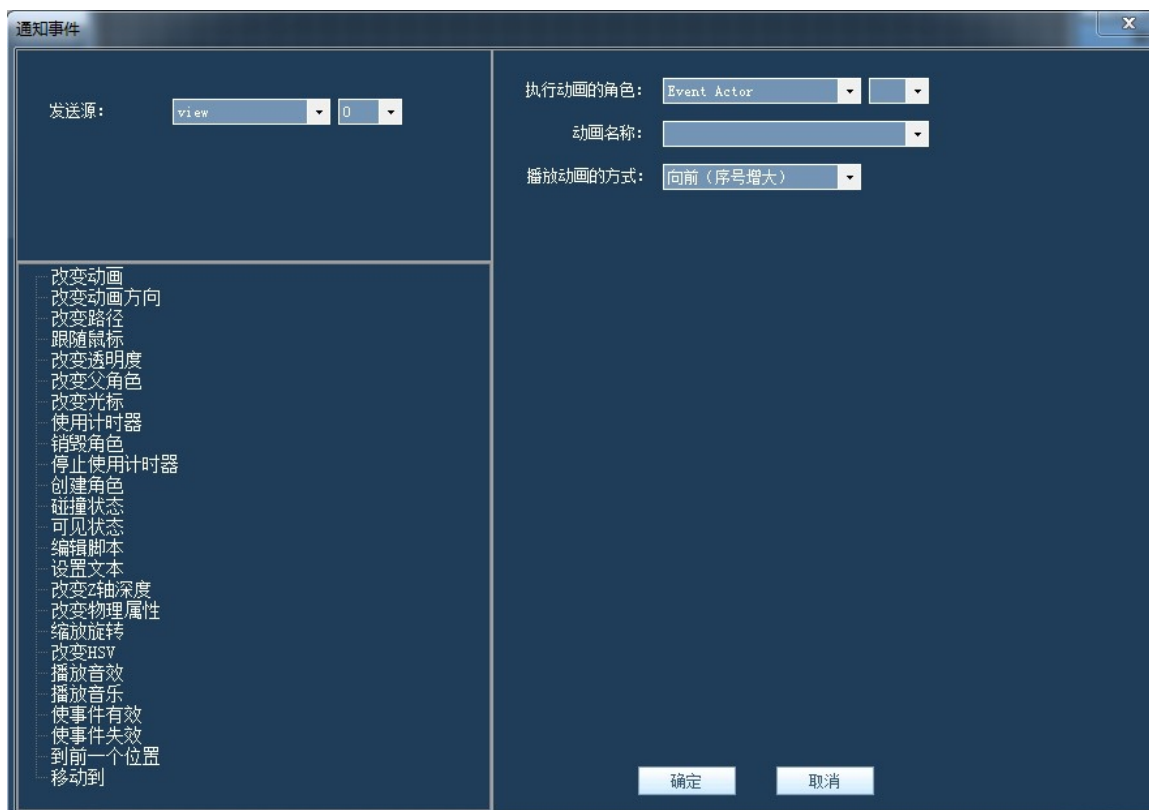 通知事件
发送源：
view
0
执行动画的角色：
Event Actor
动画名称：
播放动画的方式：
向前（序号增大）
改变动画
改变动画方向
改变路径
跟随鼠标
改变透明度
改变父角色
改变光标
使用计时器
销毁角色
停止使用计时器
创建角色
碰撞状态
可见状态
编辑脚本
设置文本
改变Z轴深度
改变物理属性
缩放旋转
改变HSV
播放音效
播放音乐
使事件有效
使事件失效
到前一个位置
移动到
确定
取消